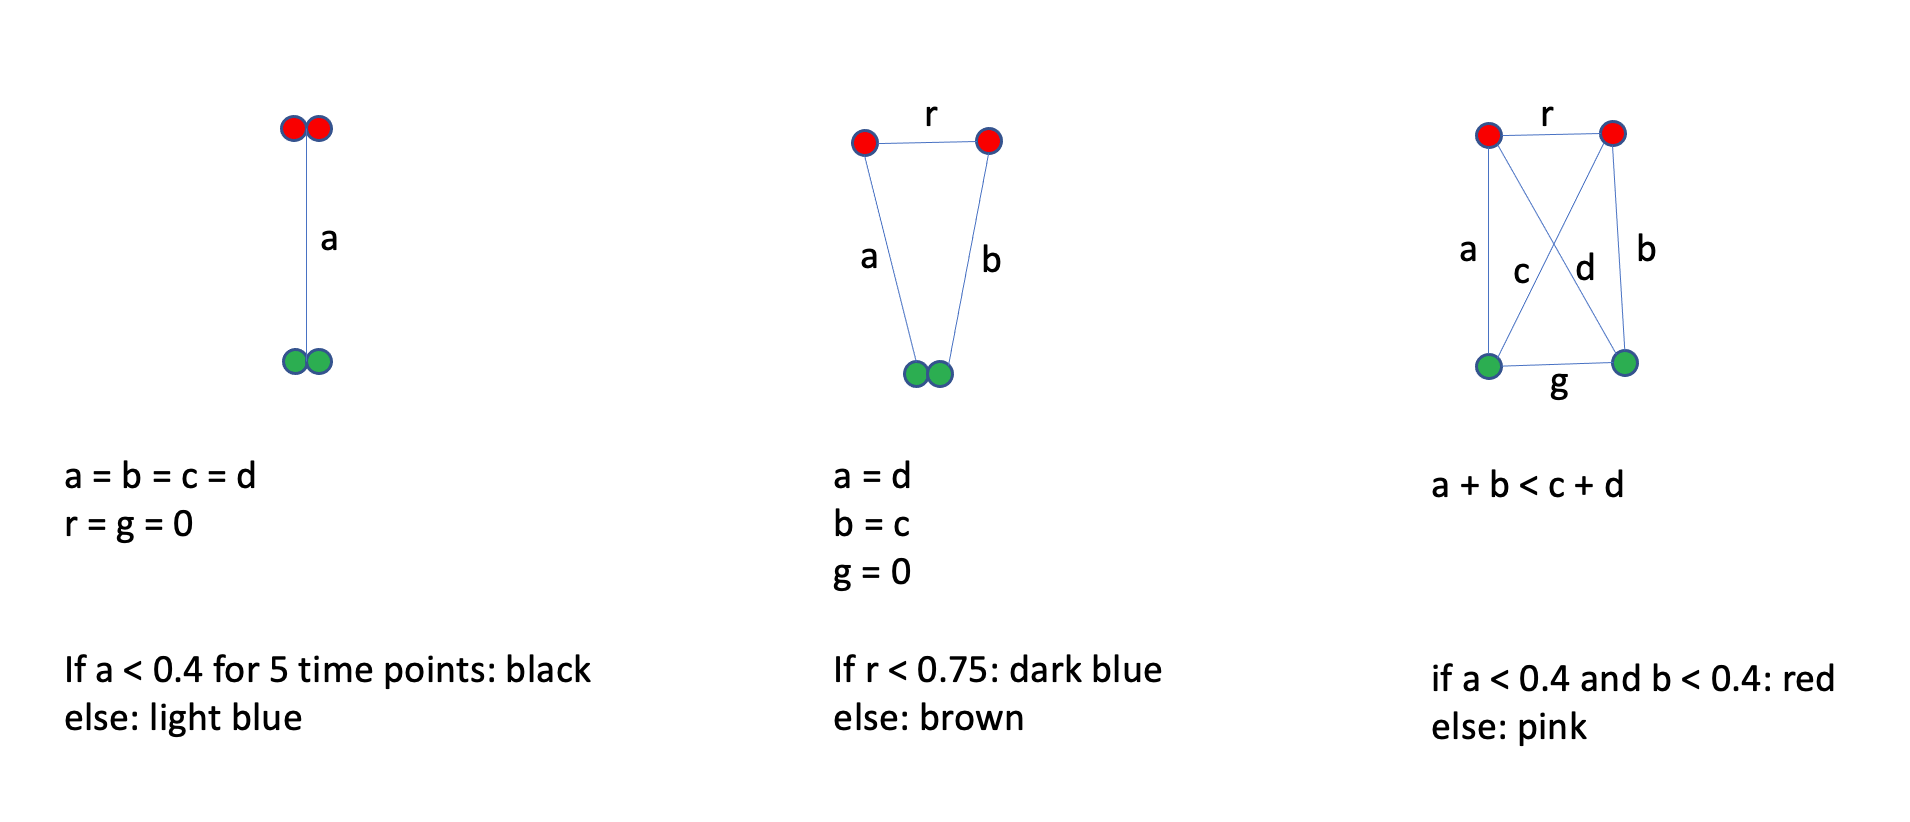 a
a = b = c = d
r = g = 0
If a < 0.4 for 5 time points: black
else: light blue
r
a
b
a = d
b = c
g = 0
If r < 0.75: dark blue
else: brown
r
a
c
d
b
g
a + b < c + d
if a < 0.4 and b < 0.4: red
else: pink